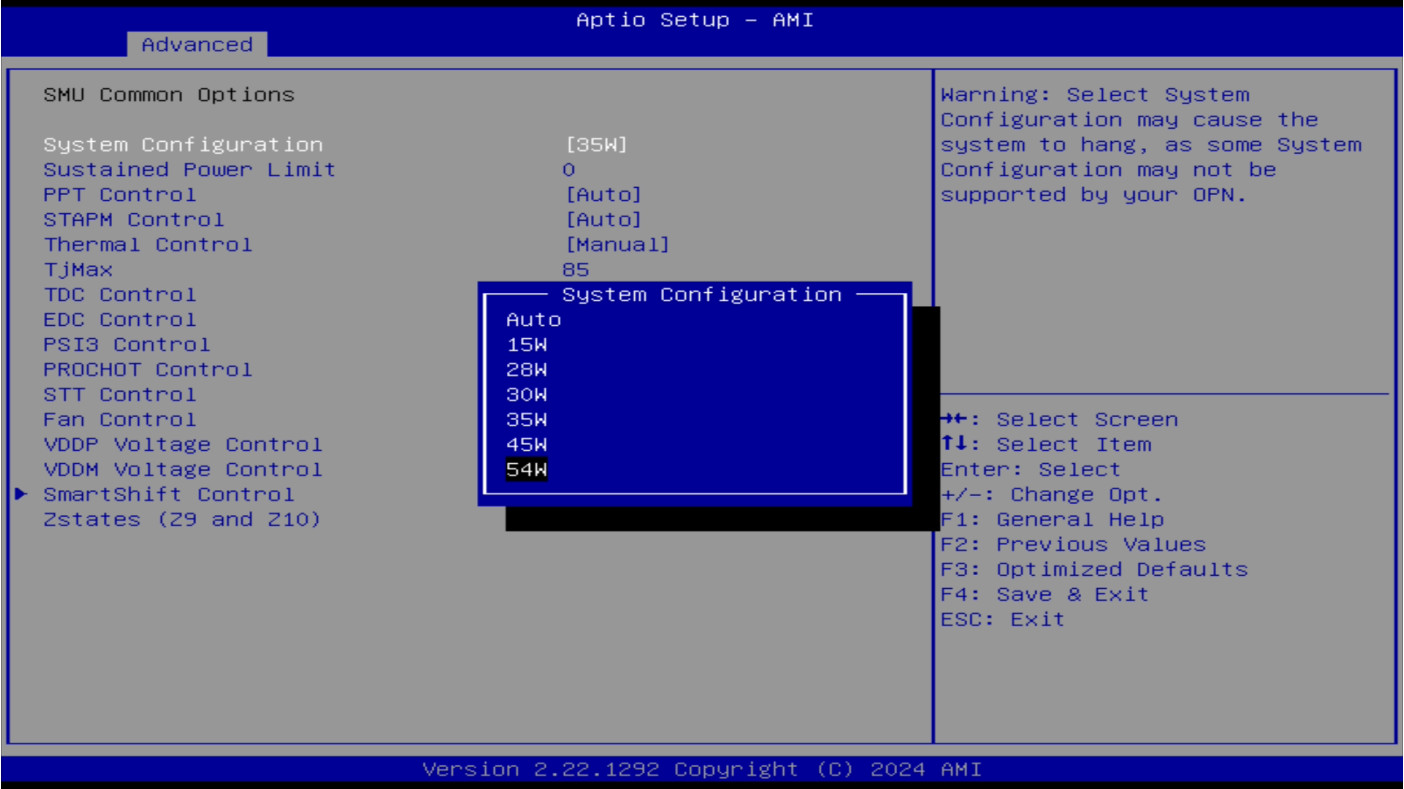 Aptio Setup – AMI
Advanced
SMU Common Options
System Configuration [35W]
Sustained Power Limit 0
PPT Control [Auto]
STAPM Control [Auto]
Thermal Control [Manual]
TjMax 85
TDC Control
EDC Control
PSI3 Control
PROCHOT Control
STT Control
Fan Control
VDDP Voltage Control
VDDM Voltage Control
SmartShift Control
Zstates (Z9 and Z10)
System Configuration
Auto
15W
28W
30W
35W
45W
54W
Warning: Select System
Configuration may cause the
system to hang, as some System
Configuration may not be
supported by your OPN.
→←: Select Screen
↑↓: Select Item
Enter: Select
+/-: Change Opt.
F1: General Help
F2: Previous Values
F3: Optimized Defaults
F4: Save & Exit
ESC: Exit
Version 2.22.1292 Copyright (C) 2024 AMI